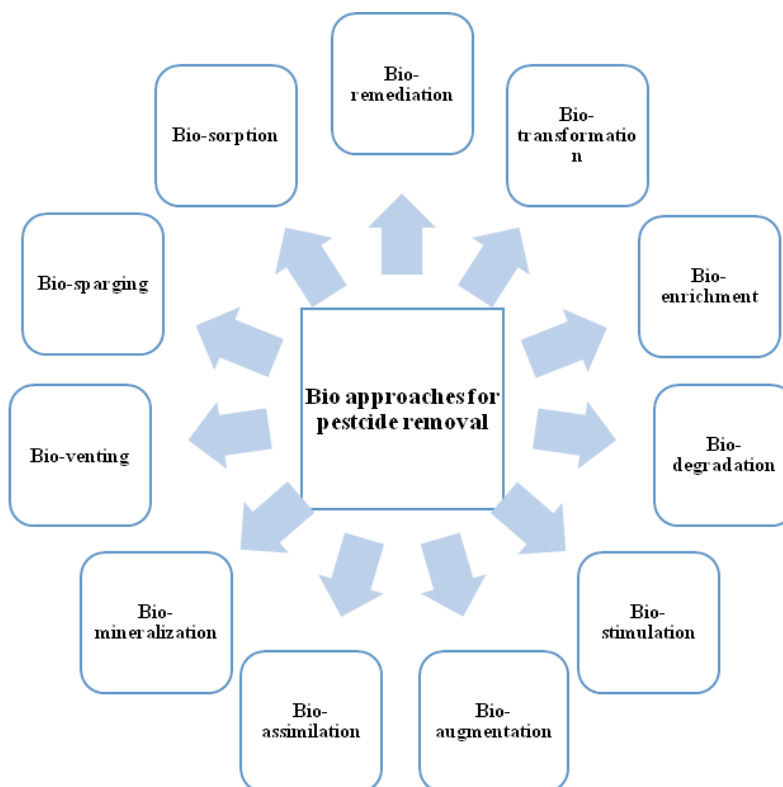 Bio-
remediation
Bio-
transformatio
n
Bio-
enrichment
Bio-
degradation
Bio-
stimulation
Bio-
augmentation
Bio-
assimilation
Bio-
mineralization
Bio-venting
Bio-sparging
Bio-sorption
Bio approaches for
pestcide removal